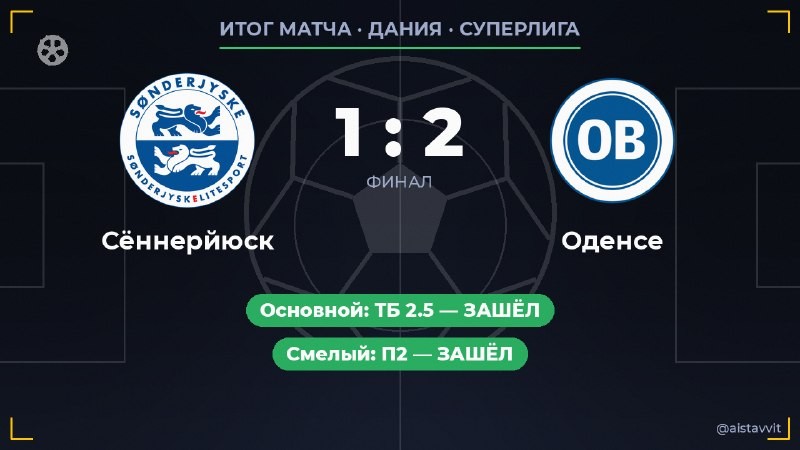 ИТОГ МАТЧА · ДАНИЯ · СУПЕРЛИГА
SØNDERJYSKE
SØNDERJYSKELITESPORT
1 : 2
OB
ФИНАЛ
Сённерйюск
Оденсе
Основной: ТБ 2.5 — ЗАШЁЛ
Смелый: П2 — ЗАШЁЛ
@aistavvit